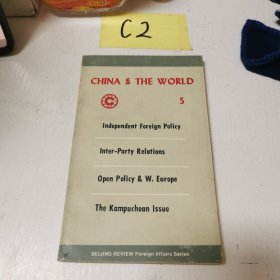 C2
CHINA & THE WORLD
5
Independent Foreign Policy
Inter-Party Relations
Open Policy & W. Europe
The Kampuchean Issue
BEIJING REVIEW Foreign Affairs Series